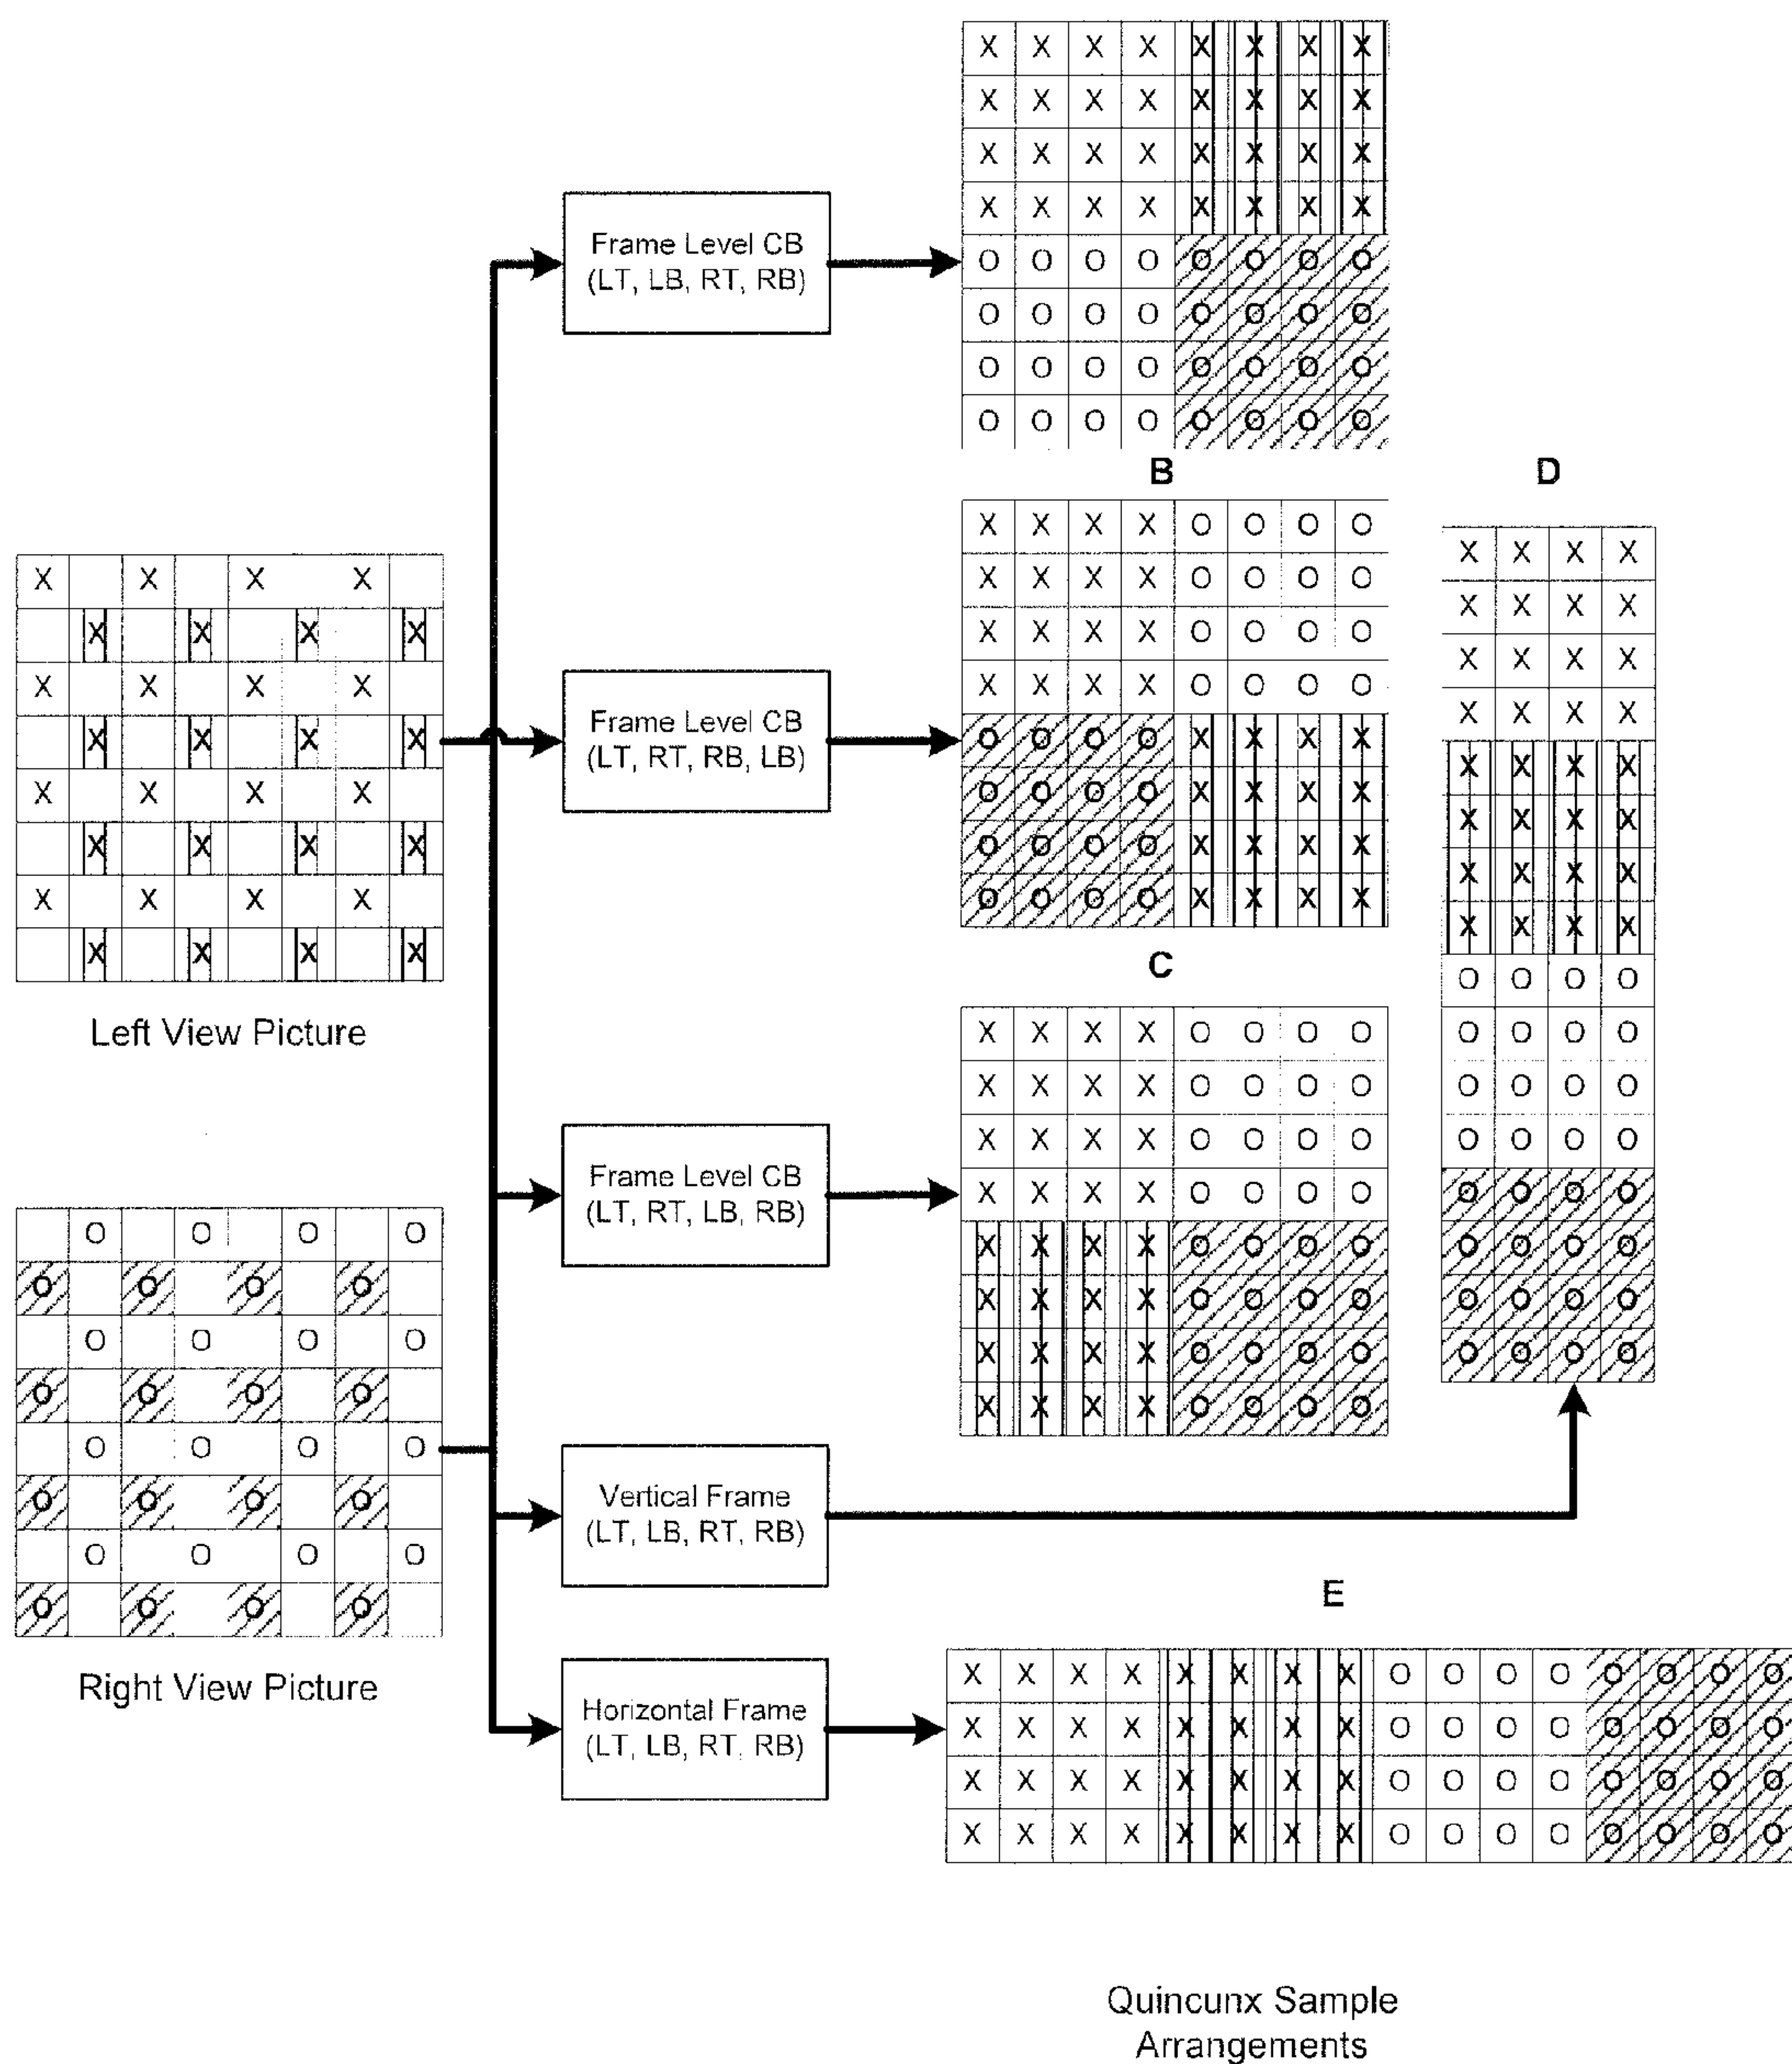 X X X X X X X X
X X X X X X X X
X X X X X X X X
X X X X X X X X
O O O O O O O O
O O O O O O O O
O O O O O O O O
O O O O O O O O
Frame Level CB
(LT, LB, RT, RB)
B
X X X X O O O O
X X X X O O O O
X X X X O O O O
X X X X O O O O
O O O O X X X X
O O O O X X X X
O O O O X X X X
O O O O X X X X
Frame Level CB
(LT, RT, RB, LB)
D
X X X X
X X X X
X X X X
X X X X
X X X X
X X X X
X X X X
X X X X
O O O O
O O O O
O O O O
O O O O
O O O O
O O O O
O O O O
O O O O
X X X X
X X X X
X X X X
X X X X
X X X X
X X X X
X X X X
X X X X
Left View Picture
C
X X X X O O O O
X X X X O O O O
X X X X O O O O
X X X X O O O O
X X X X O O O O
X X X X O O O O
X X X X O O O O
X X X X O O O O
Frame Level CB
(LT, RT, LB, RB)
O O O O
O O O O
O O O O
O O O O
O O O O
O O O O
O O O O
O O O O
Right View Picture
Vertical Frame
(LT, LB, RT, RB)
E
Horizontal Frame
(LT, LB, RT, RB)
X X X X X X X X O O O O O O O O
X X X X X X X X O O O O O O O O
X X X X X X X X O O O O O O O O
X X X X X X X X O O O O O O O O
Quincunx Sample
Arrangements